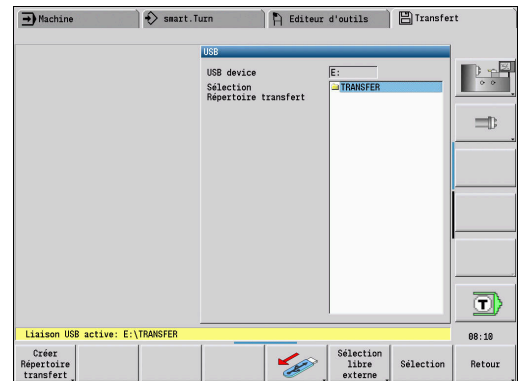 Machine
smart.Turn
Editeur d'outils
Transfert
USB
USB device
E:
Sélection
Répertoire transfert
TRANSFER
T
Liaison USB active: E:\TRANSFER
08:10
Créer
Répertoire
transfert
Sélection
libre
externe
Sélection
Retour